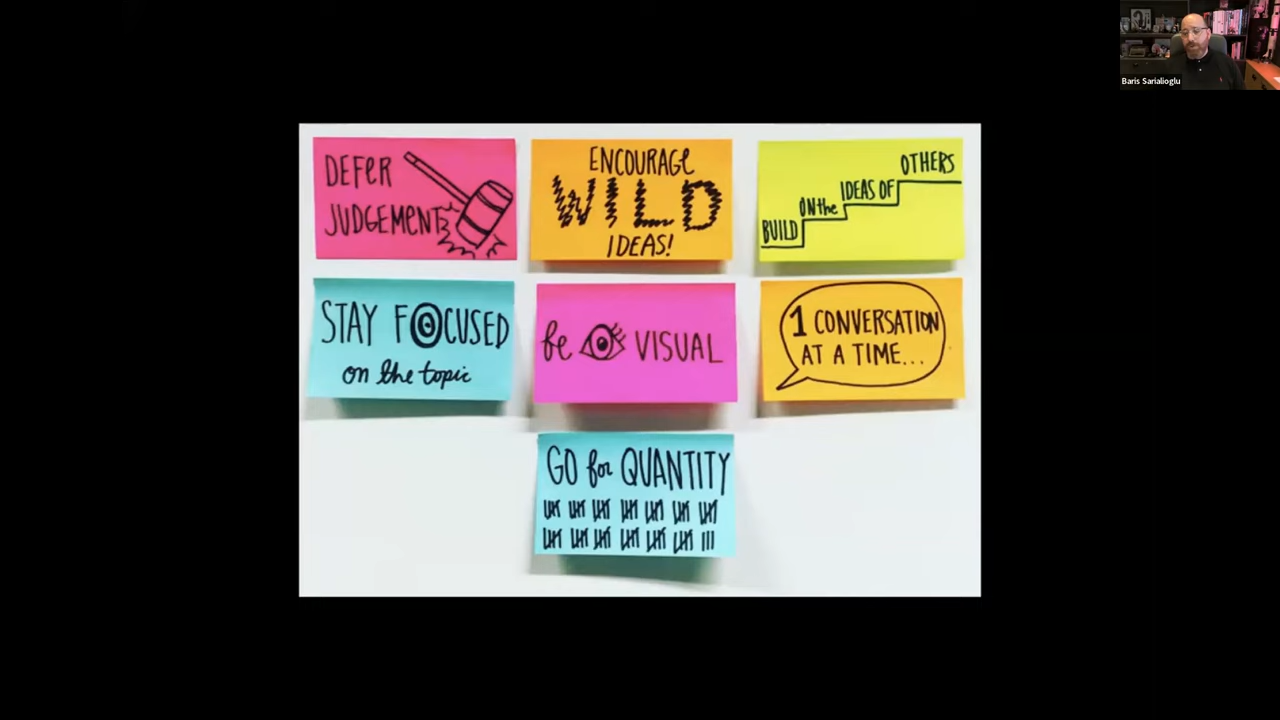 Baris Sarialioglu
DEFER
JUDGEMENT
ENCOURAGE
WILD
IDEAS!
BUILD
ON the
IDEAS OF
OTHERS
STAY FOCUSED
on the topic
be VISUAL
1 CONVERSATION
AT A TIME...
GO for QUANTITY